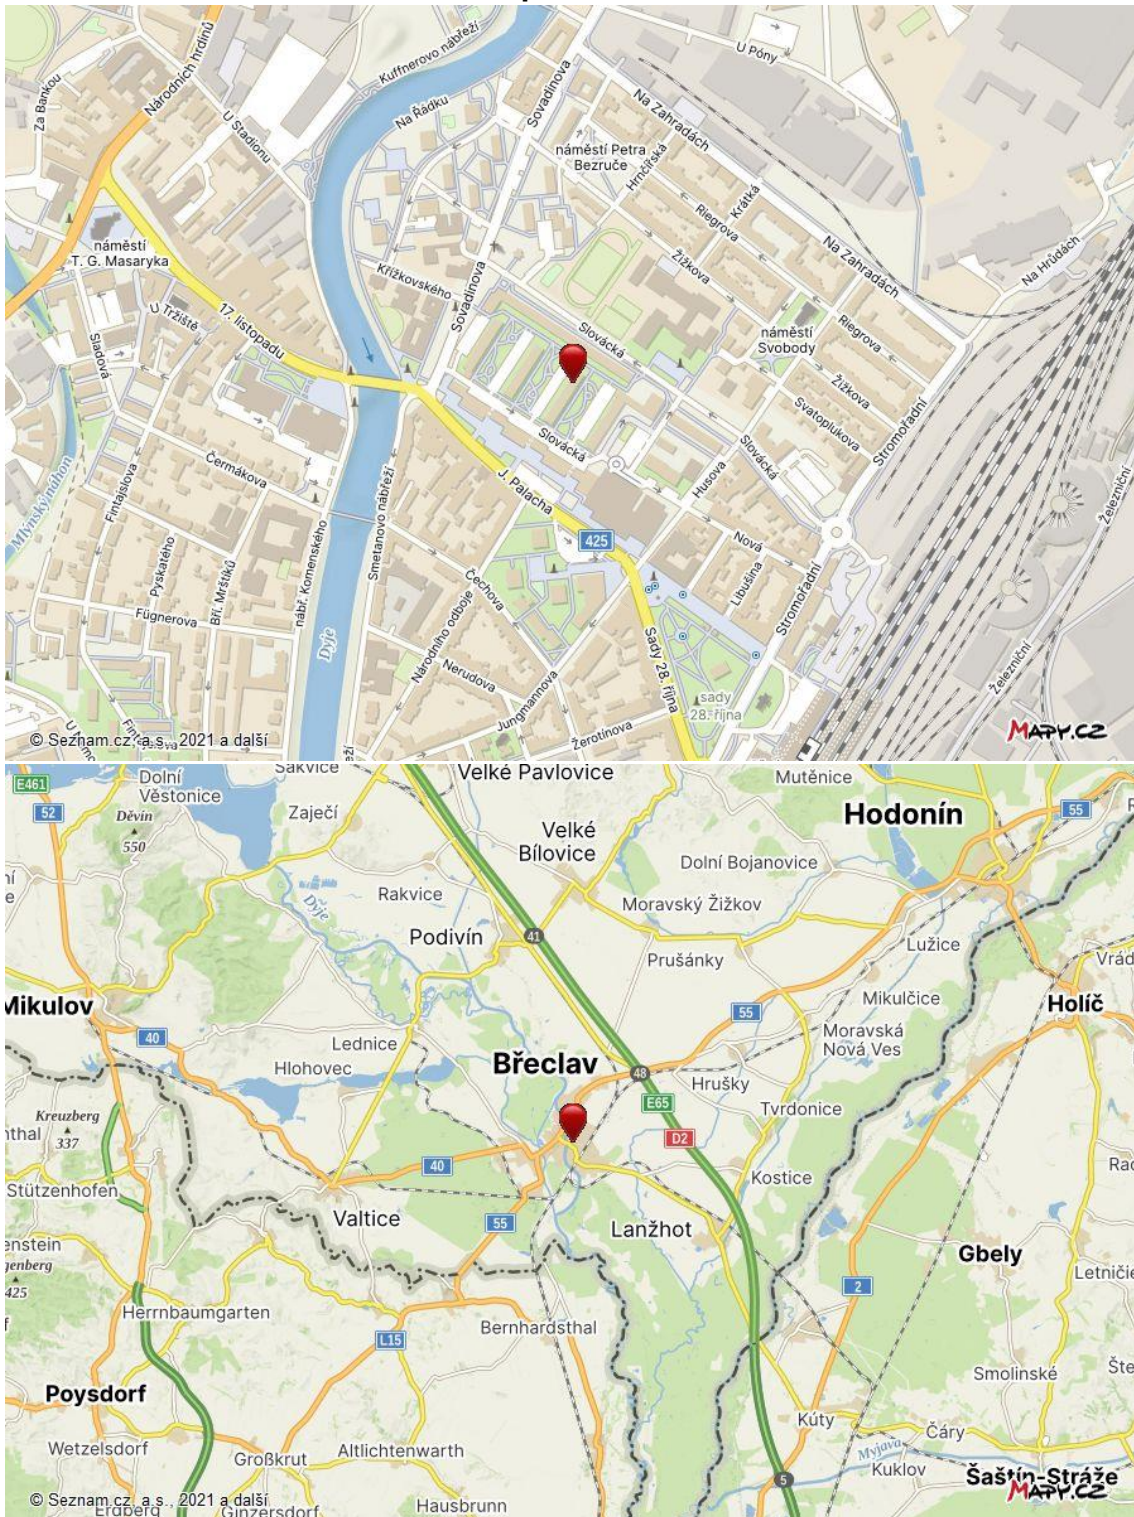 Kuffnerovo nábřeží
U Póny
Národních hrdinů
Za Bankou
Na Řádku
Sovadinova
U Stadionu
Na Zahradách
náměstí Petra
Bezruče
Hrnčířská
Krátká
Riegrova
Žižkova
Na Zahradách
Na Hrúdách
náměstí
T. G. Masaryka
Křížkovského
Sovadinova
U Tržiště
17. listopadu
Slovácká
náměstí
Svobody
Riegrova
Sladová
Žižkova
Svatoplukova
Stromořadní
Slovácká
Slovácká
Čermákova
J. Palacha
Husova
Fintajslova
Mlýnský náhon
Smetanovo nábřeží
Železniční
425
Nová
Libušina
Pyskatého
Bří. Mrštíků
nábř. Komenského
Čechova
Stromořadní
Fügnerova
Národního odboje
Dyje
Nerudova
Sady 28. října
Železniční
Jungmannova
sady
28. října
Žerotínova
© Seznam.cz, a.s., 2021 a další
Mapy.cz
E461
Dolní
Věstonice
Šakvice
Velké Pavlovice
Mutěnice
52
Děvín
550
Zaječí
Velké
Bílovice
Hodonín
55
Dolní Bojanovice
Rakvice
Dyje
Moravský Žižkov
Podivín
41
Lužice
Prušánky
Mikulov
Mikulčice
Holíč
55
40
Lednice
Moravská
Nová Ves
Hlohovec
Břeclav
48
Hrušky
E65
Tvrdonice
Kreuzberg
337
D2
40
Kostice
Stützenhofen
Valtice
55
Lanžhot
Gbely
425
2
Herrnbaumgarten
L15
Bernhardsthal
Smolinské
Poysdorf
Kúty
Čáry
Wetzelsdorf
Großkrut
Altlichtenwarth
Myjava
Kuklov
Šaštín-Stráže
5
© Seznam.cz, a.s., 2021 a další
Mapy.cz
Ginzersdorf
Hausbrunn